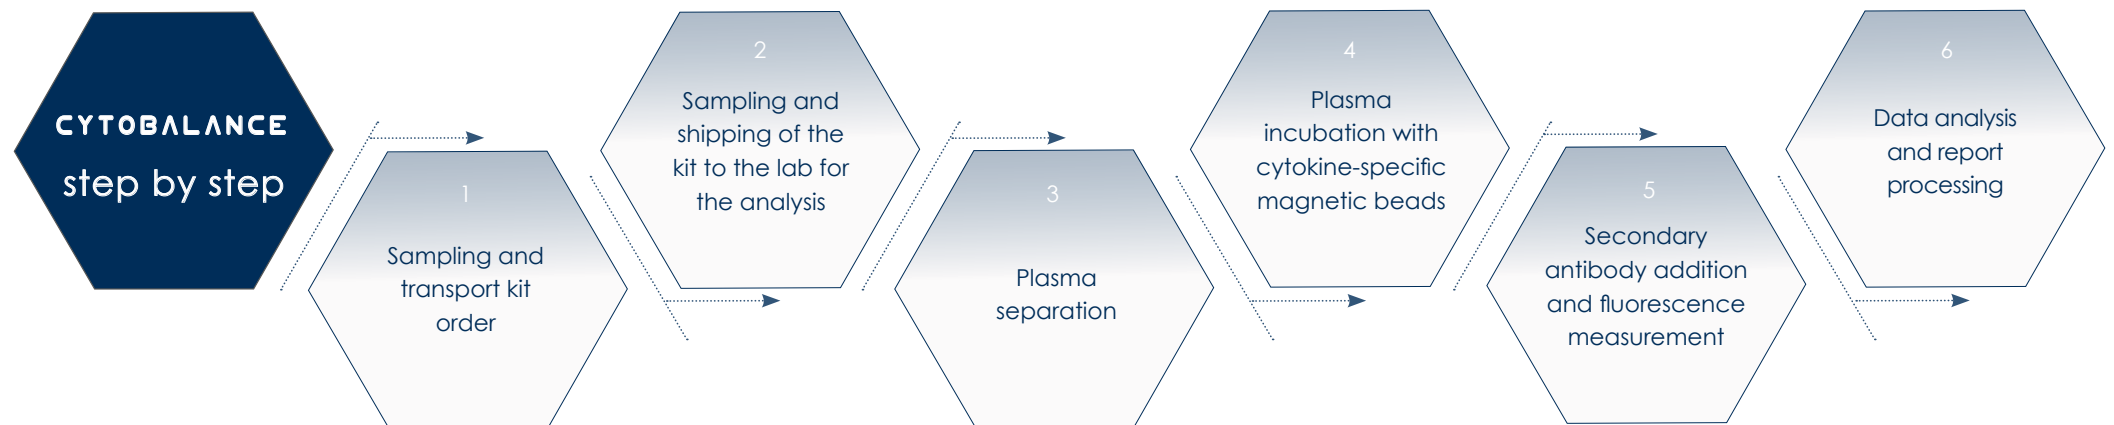 CYTOBALANCE
step by step
1
Sampling and
transport kit
order
2
Sampling and
shipping of the
kit to the lab for
the analysis
3
Plasma
separation
4
Plasma
incubation with
cytokine-specific
magnetic beads
5
Secondary
antibody addition
and fluorescence
measurement
6
Data analysis
and report
processing